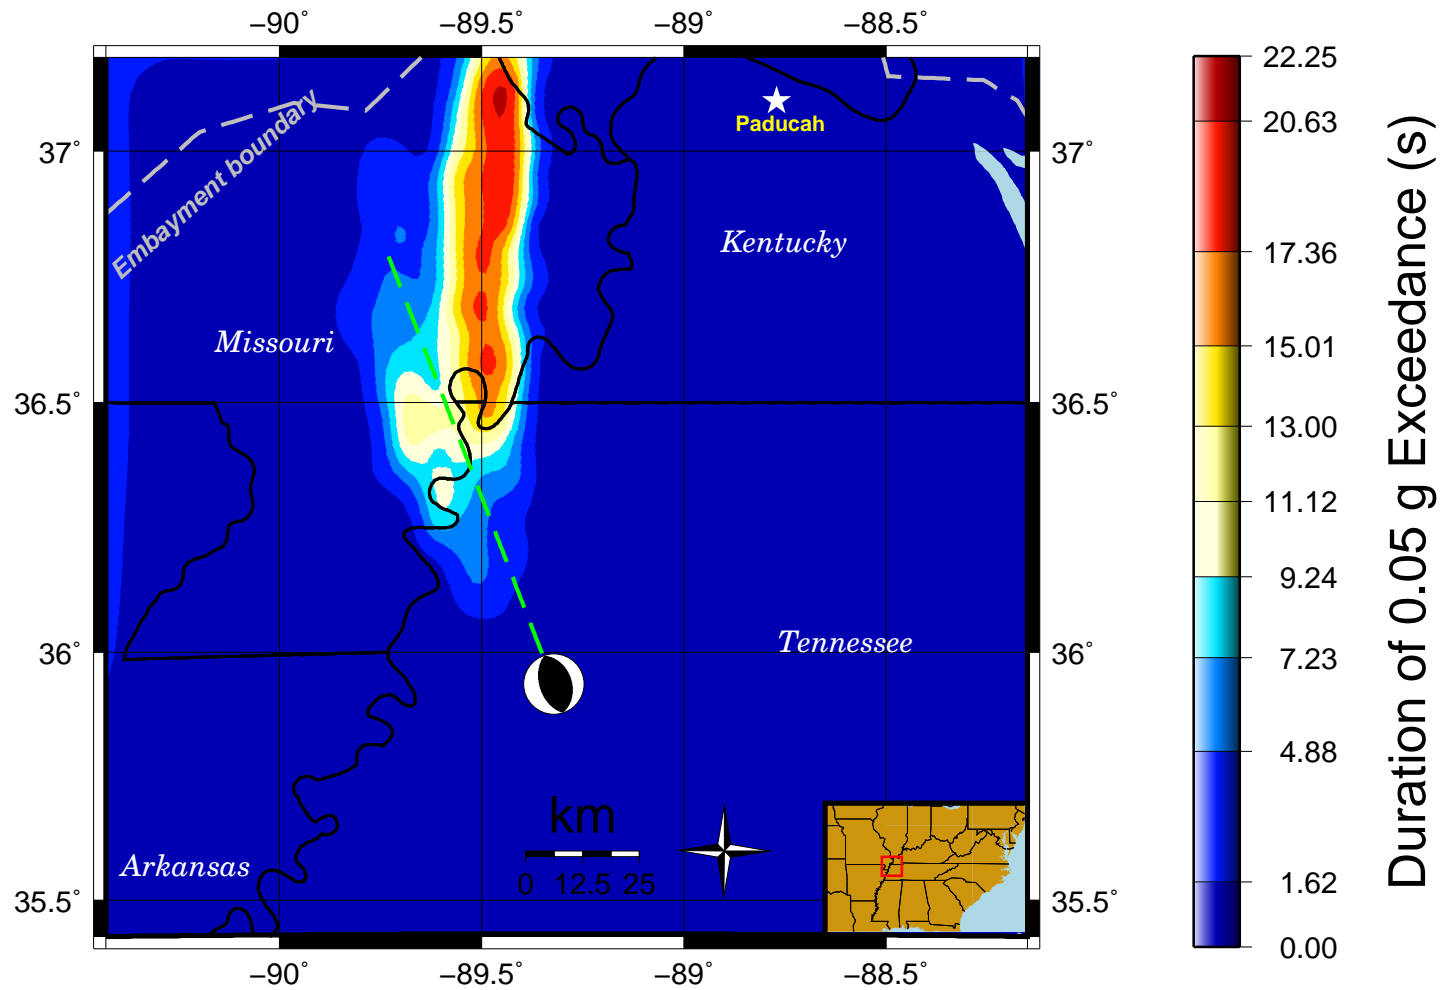 −90˚ −89.5˚ −89˚ −88.5˚
22.25
20.63
17.36
15.01
13.00
11.12
9.24
7.23
4.88
1.62
0.00
Duration of 0.05 g Exceedance (s)
37˚ 37˚
36.5˚ 36.5˚
36˚ 36˚
35.5˚ 35.5˚
Embayment boundary
Paducah
Kentucky
Missouri
Tennessee
Arkansas
km
0 12.5 25
−90˚ −89.5˚ −89˚ −88.5˚